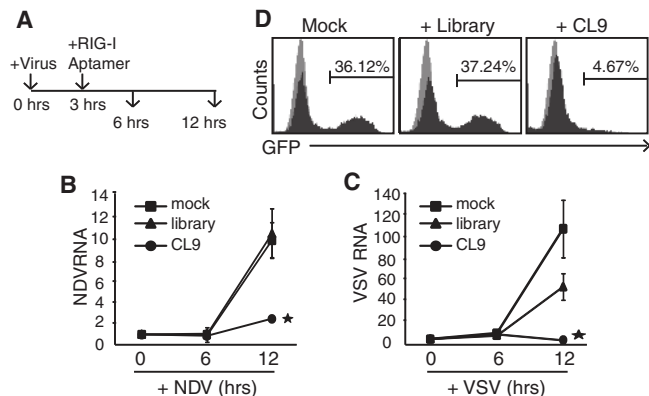 A
+Virus
+RIG-I
Aptamer
0 hrs
3 hrs
6 hrs
12 hrs
D
Mock
+ Library
+ CL9
Counts
36.12%
37.24%
4.67%
GFP
B
NDVRNA
14
12
10
8
6
4
2
0
mock
library
CL9
0
6
12
+ NDV (hrs)
C
VSV RNA
140
120
100
80
60
40
20
0
mock
library
CL9
0
6
12
+ VSV (hrs)